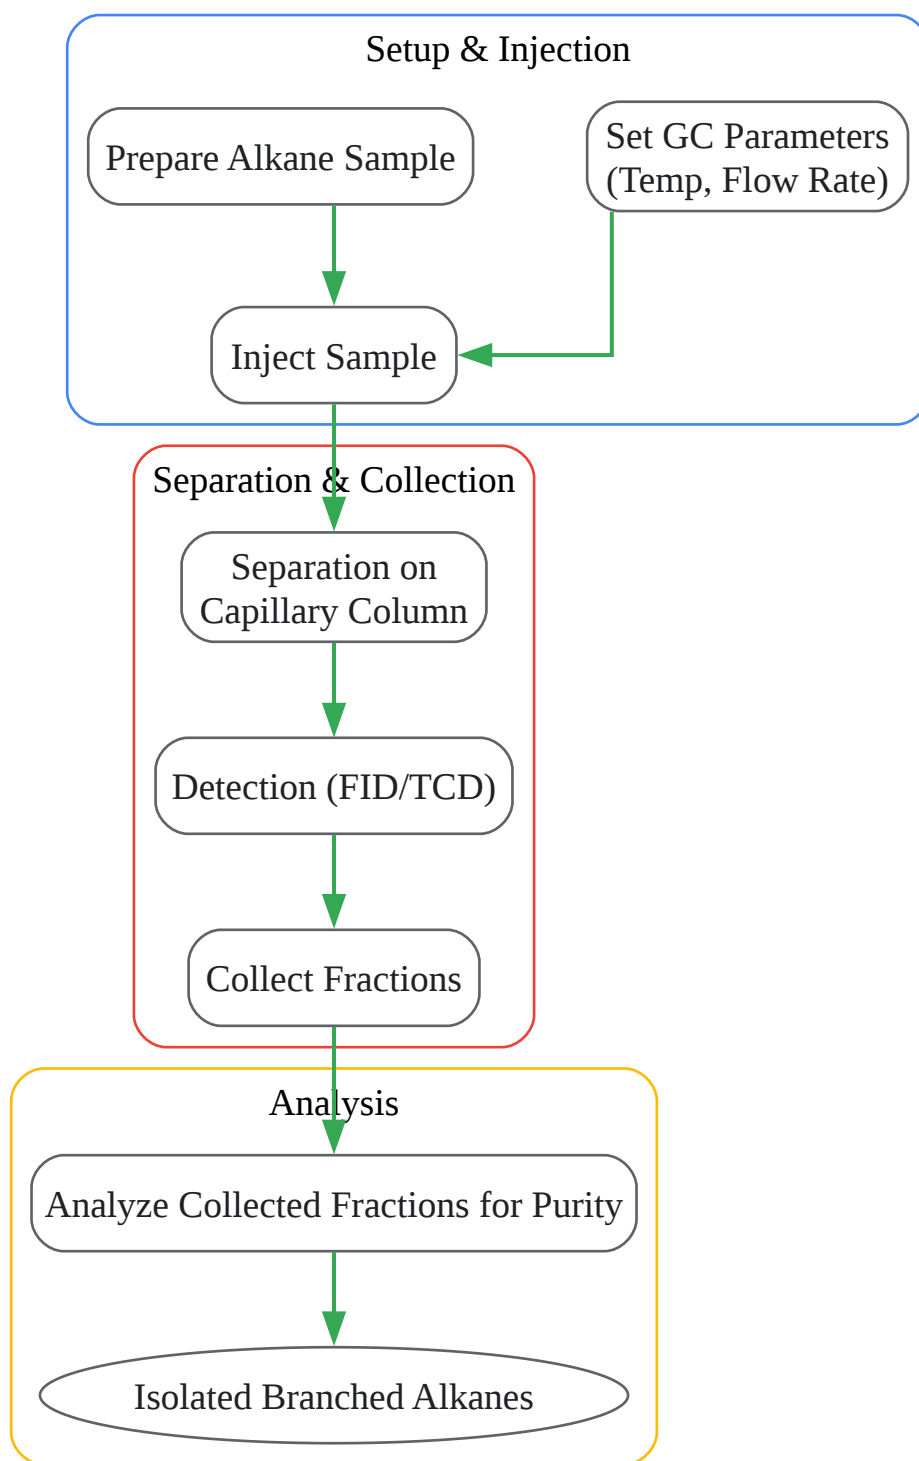 Setup & Injection
Prepare Alkane Sample
Set GC Parameters
(Temp, Flow Rate)
Inject Sample
Separation & Collection
Separation on
Capillary Column
Detection (FID/TCD)
Collect Fractions
Analysis
Analyze Collected Fractions for Purity
Isolated Branched Alkanes